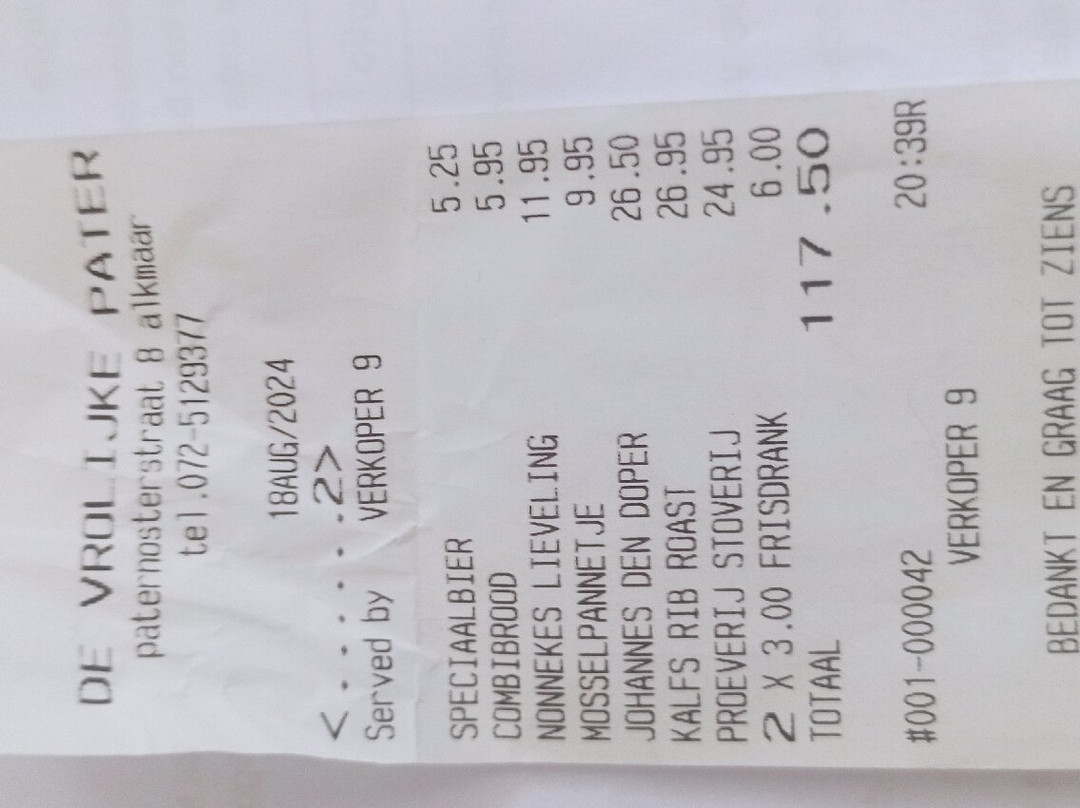 DE VROLIJKE PATER
paternosterstraat 8 alkmaar
tel.072-5129377
18AUG/2024
<......2>
Served by VERKOPER 9
SPECIAALBIER 5.25
COMBIBROOD 5.95
NONNEKES LIEVELING 11.95
MOSSELPANNETJE 9.95
JOHANNES DEN DOPER 26.50
KALFS RIB ROAST 26.95
PROEVERIJ STOVERIJ 24.95
2 X 3.00 FRISDRANK 6.00
TOTAAL 117.50
#001-000042 20:39R
VERKOPER 9
BEDANKT EN GRAAG TOT ZIENS